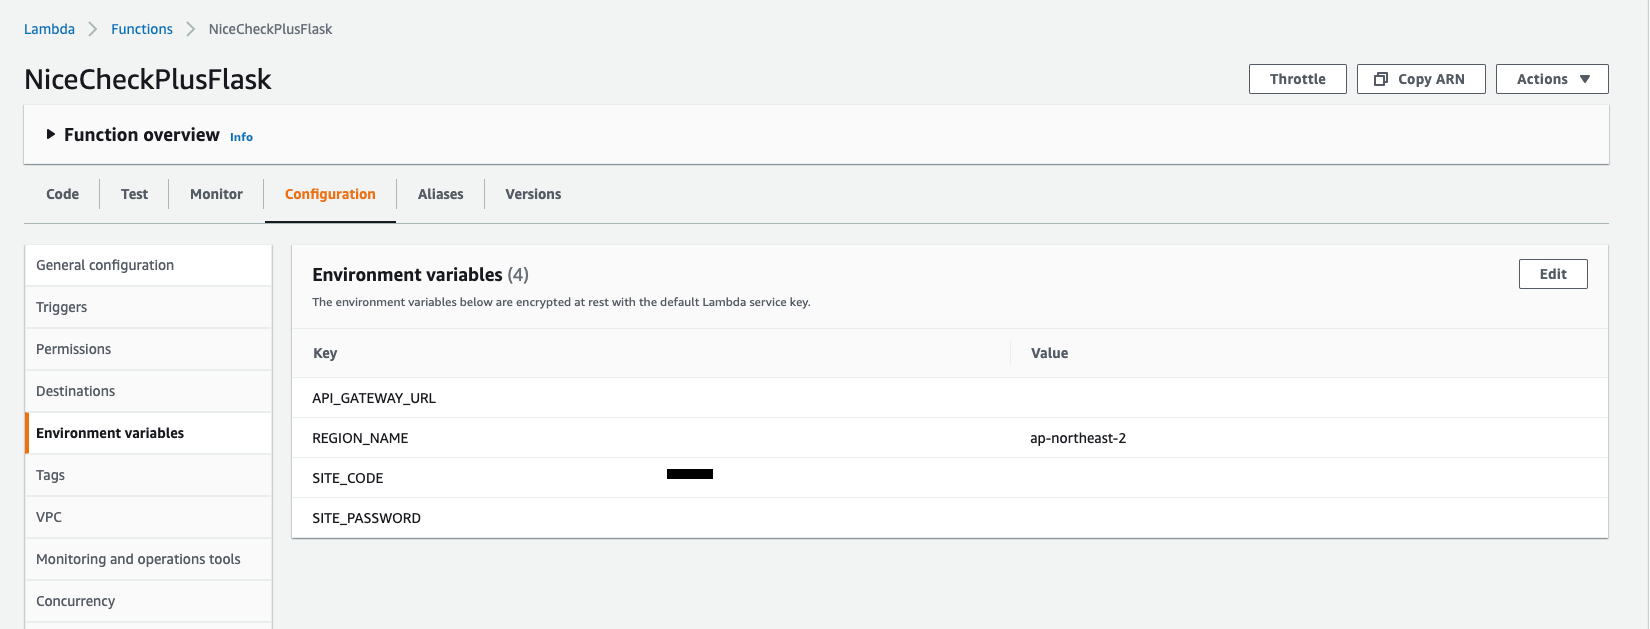 Lambda > Functions > NiceCheckPlusFlask
NiceCheckPlusFlask
Throttle
Copy ARN
Actions
Function overview Info
Code
Test
Monitor
Configuration
Aliases
Versions
General configuration
Triggers
Permissions
Destinations
Environment variables
Tags
VPC
Monitoring and operations tools
Concurrency
Environment variables (4)
Edit
The environment variables below are encrypted at rest with the default Lambda service key.
Key Value
API_GATEWAY_URL
REGION_NAME ap-northeast-2
SITE_CODE
SITE_PASSWORD